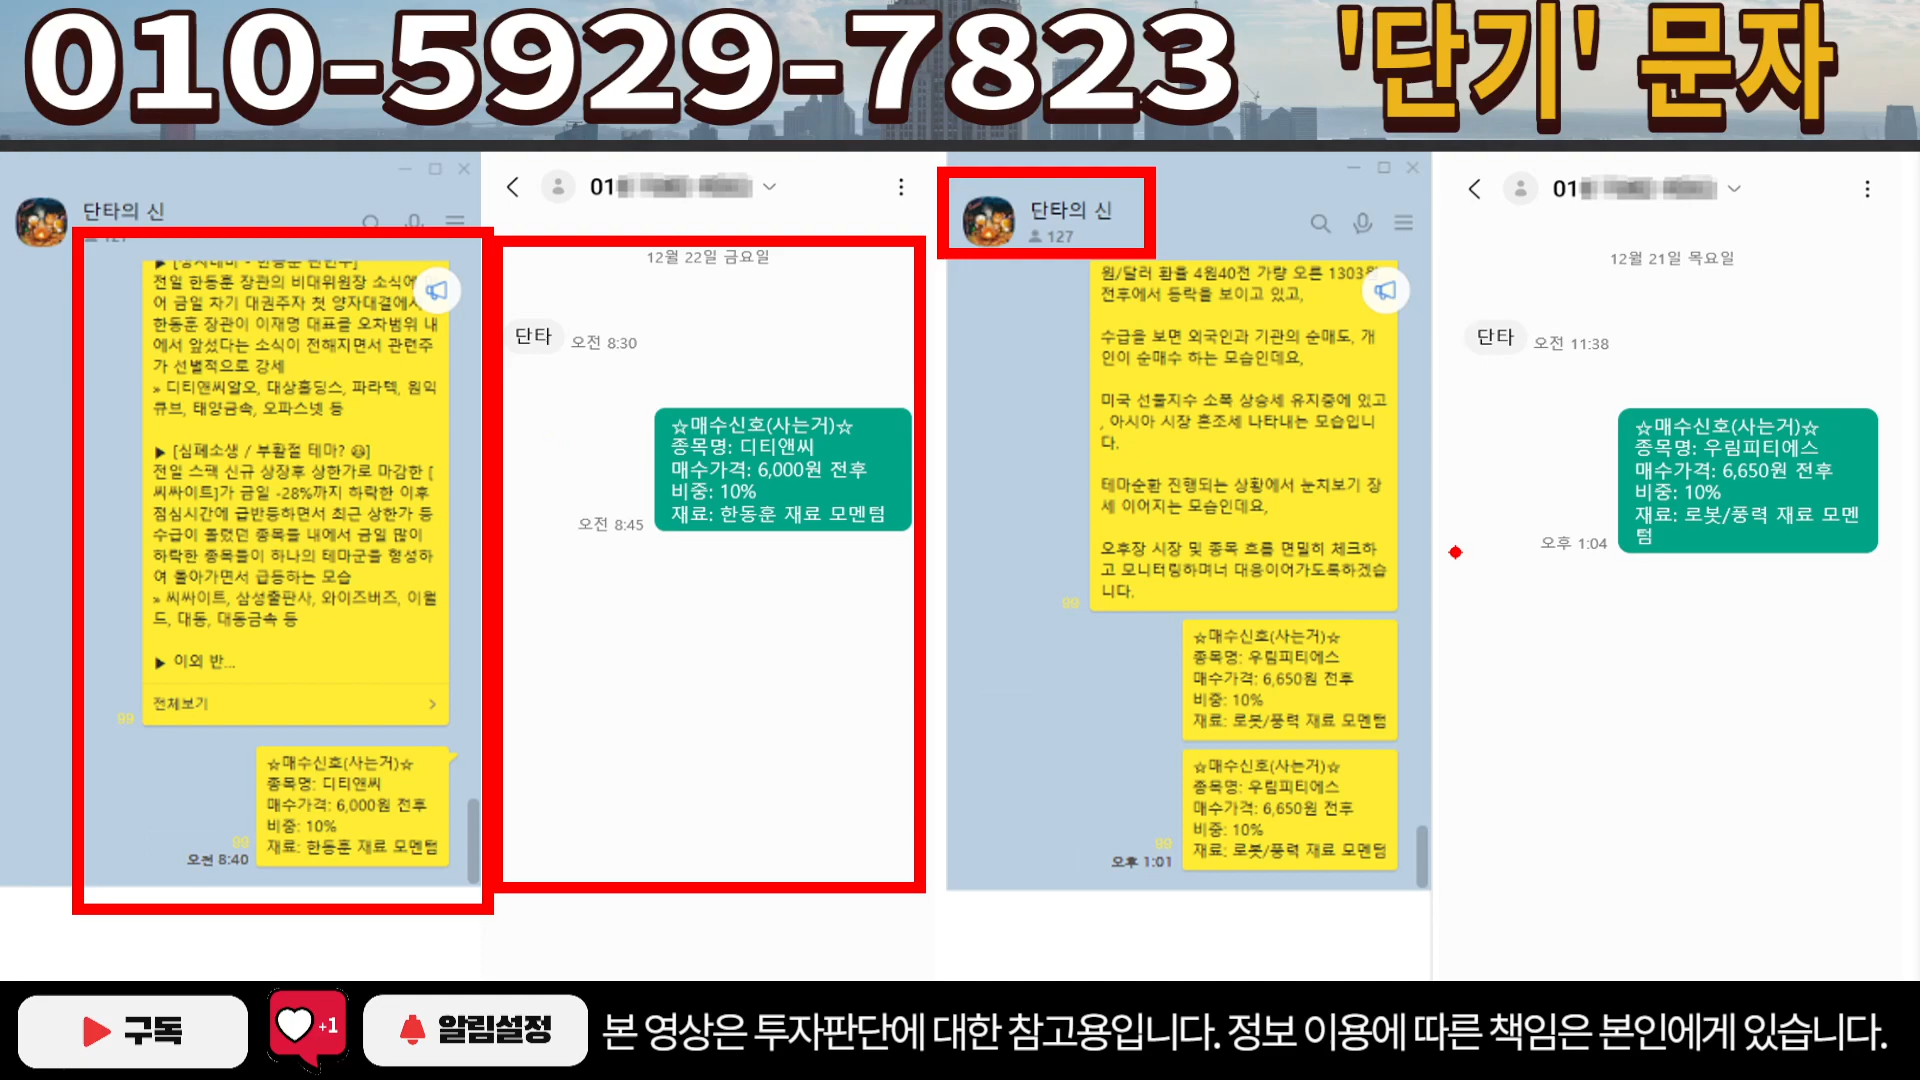 010-5929-7823 '단기' 문자
단타의 신
127
전일 한동훈 장관의 비대위원장 소식에
어 금일 차기 대권주자 첫 양자대결에서
한동훈 장관이 이재명 대표를 오차범위 내
에서 앞섰다는 소식이 전해지면서 관련주
가 선별적으로 강세
» 디티앤씨알오, 대상홀딩스, 파라텍, 원익
큐브, 태양금속, 오파스넷 등
▶ [심폐소생 / 부활절 테마? ]
전일 스팩 신규 상장후 상한가로 마감한 [
씨싸이트]가 금일 -28%까지 하락한 이후
점심시간에 급반등하면서 최근 상한가 등
수급이 몰렸던 종목들 내에서 금일 많이
하락한 종목들이 하나의 테마군을 형성하
여 돌아가면서 급등하는 모습
» 씨싸이트, 삼성출판사, 와이즈버즈, 이월
드, 대동, 대동금속 등
▶ 이외 반...
전체보기
99
☆매수신호(사는거)☆
종목명: 디티앤씨
매수가격: 6,000원 전후
비중: 10%
재료: 한동훈 재료 모멘텀
99
오전 8:40
01
12월 22일 금요일
단타
오전 8:30
☆매수신호(사는거)☆
종목명: 디티앤씨
매수가격: 6,000원 전후
비중: 10%
재료: 한동훈 재료 모멘텀
오전 8:45
단타의 신
127
원/달러 환율 4원40전 가량 오른 1303원
전후에서 등락을 보이고 있고,
수급을 보면 외국인과 기관의 순매도, 개
인이 순매수 하는 모습인데요,
미국 선물지수 소폭 상승세 유지중에 있고
, 아시아 시장 혼조세 나타내는 모습입니
다.
테마순환 진행되는 상황에서 눈치보기 장
세 이어지는 모습인데요,
오후장 시장 및 종목 흐름 면밀히 체크하
고 모니터링하며너 대응이어가도록하겠습
니다.
99
☆매수신호(사는거)☆
종목명: 우림피티에스
매수가격: 6,650원 전후
비중: 10%
재료: 로봇/풍력 재료 모멘텀
☆매수신호(사는거)☆
종목명: 우림피티에스
매수가격: 6,650원 전후
비중: 10%
재료: 로봇/풍력 재료 모멘텀
99
오후 1:01
01
12월 21일 목요일
단타
오전 11:38
☆매수신호(사는거)☆
종목명: 우림피티에스
매수가격: 6,650원 전후
비중: 10%
재료: 로봇/풍력 재료 모멘
텀
오후 1:04
구독
+1
알림설정
본 영상은 투자판단에 대한 참고용입니다. 정보 이용에 따른 책임은 본인에게 있습니다.